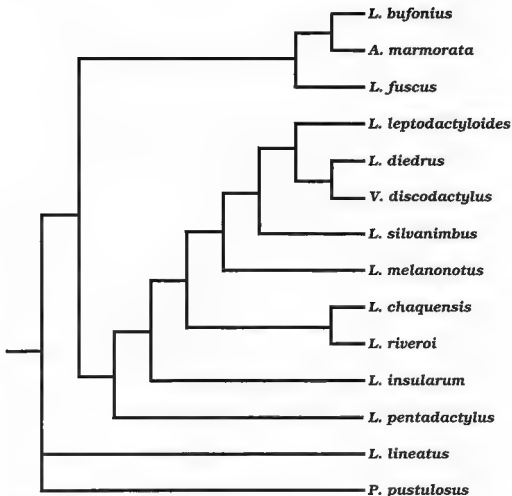 L. bufonius
A. marmorata
L. fuscus
L. leptodactyloides
L. diedrus
V. discodactylus
L. silvanimbus
L. melanonotus
L. chaquensis
L. riveroi
L. insularum
L. pentadactylus
L. lineatus
P. pustulosus